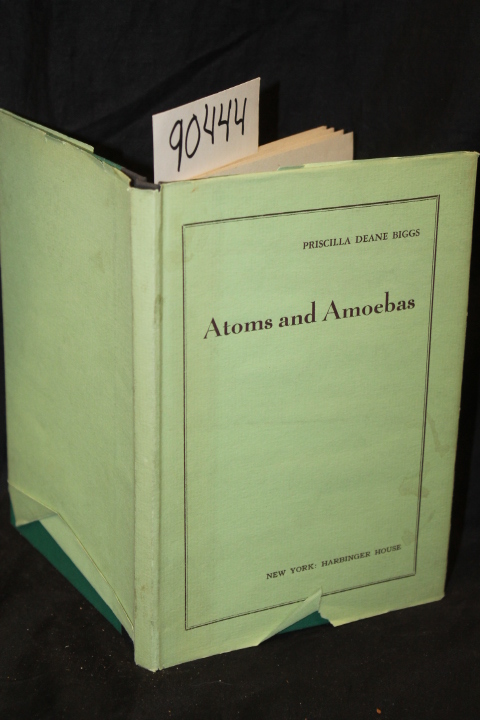 90444
PRISCILLA DEANE BIGGS
Atoms and Amoebas
NEW YORK: HARBINGER HOUSE